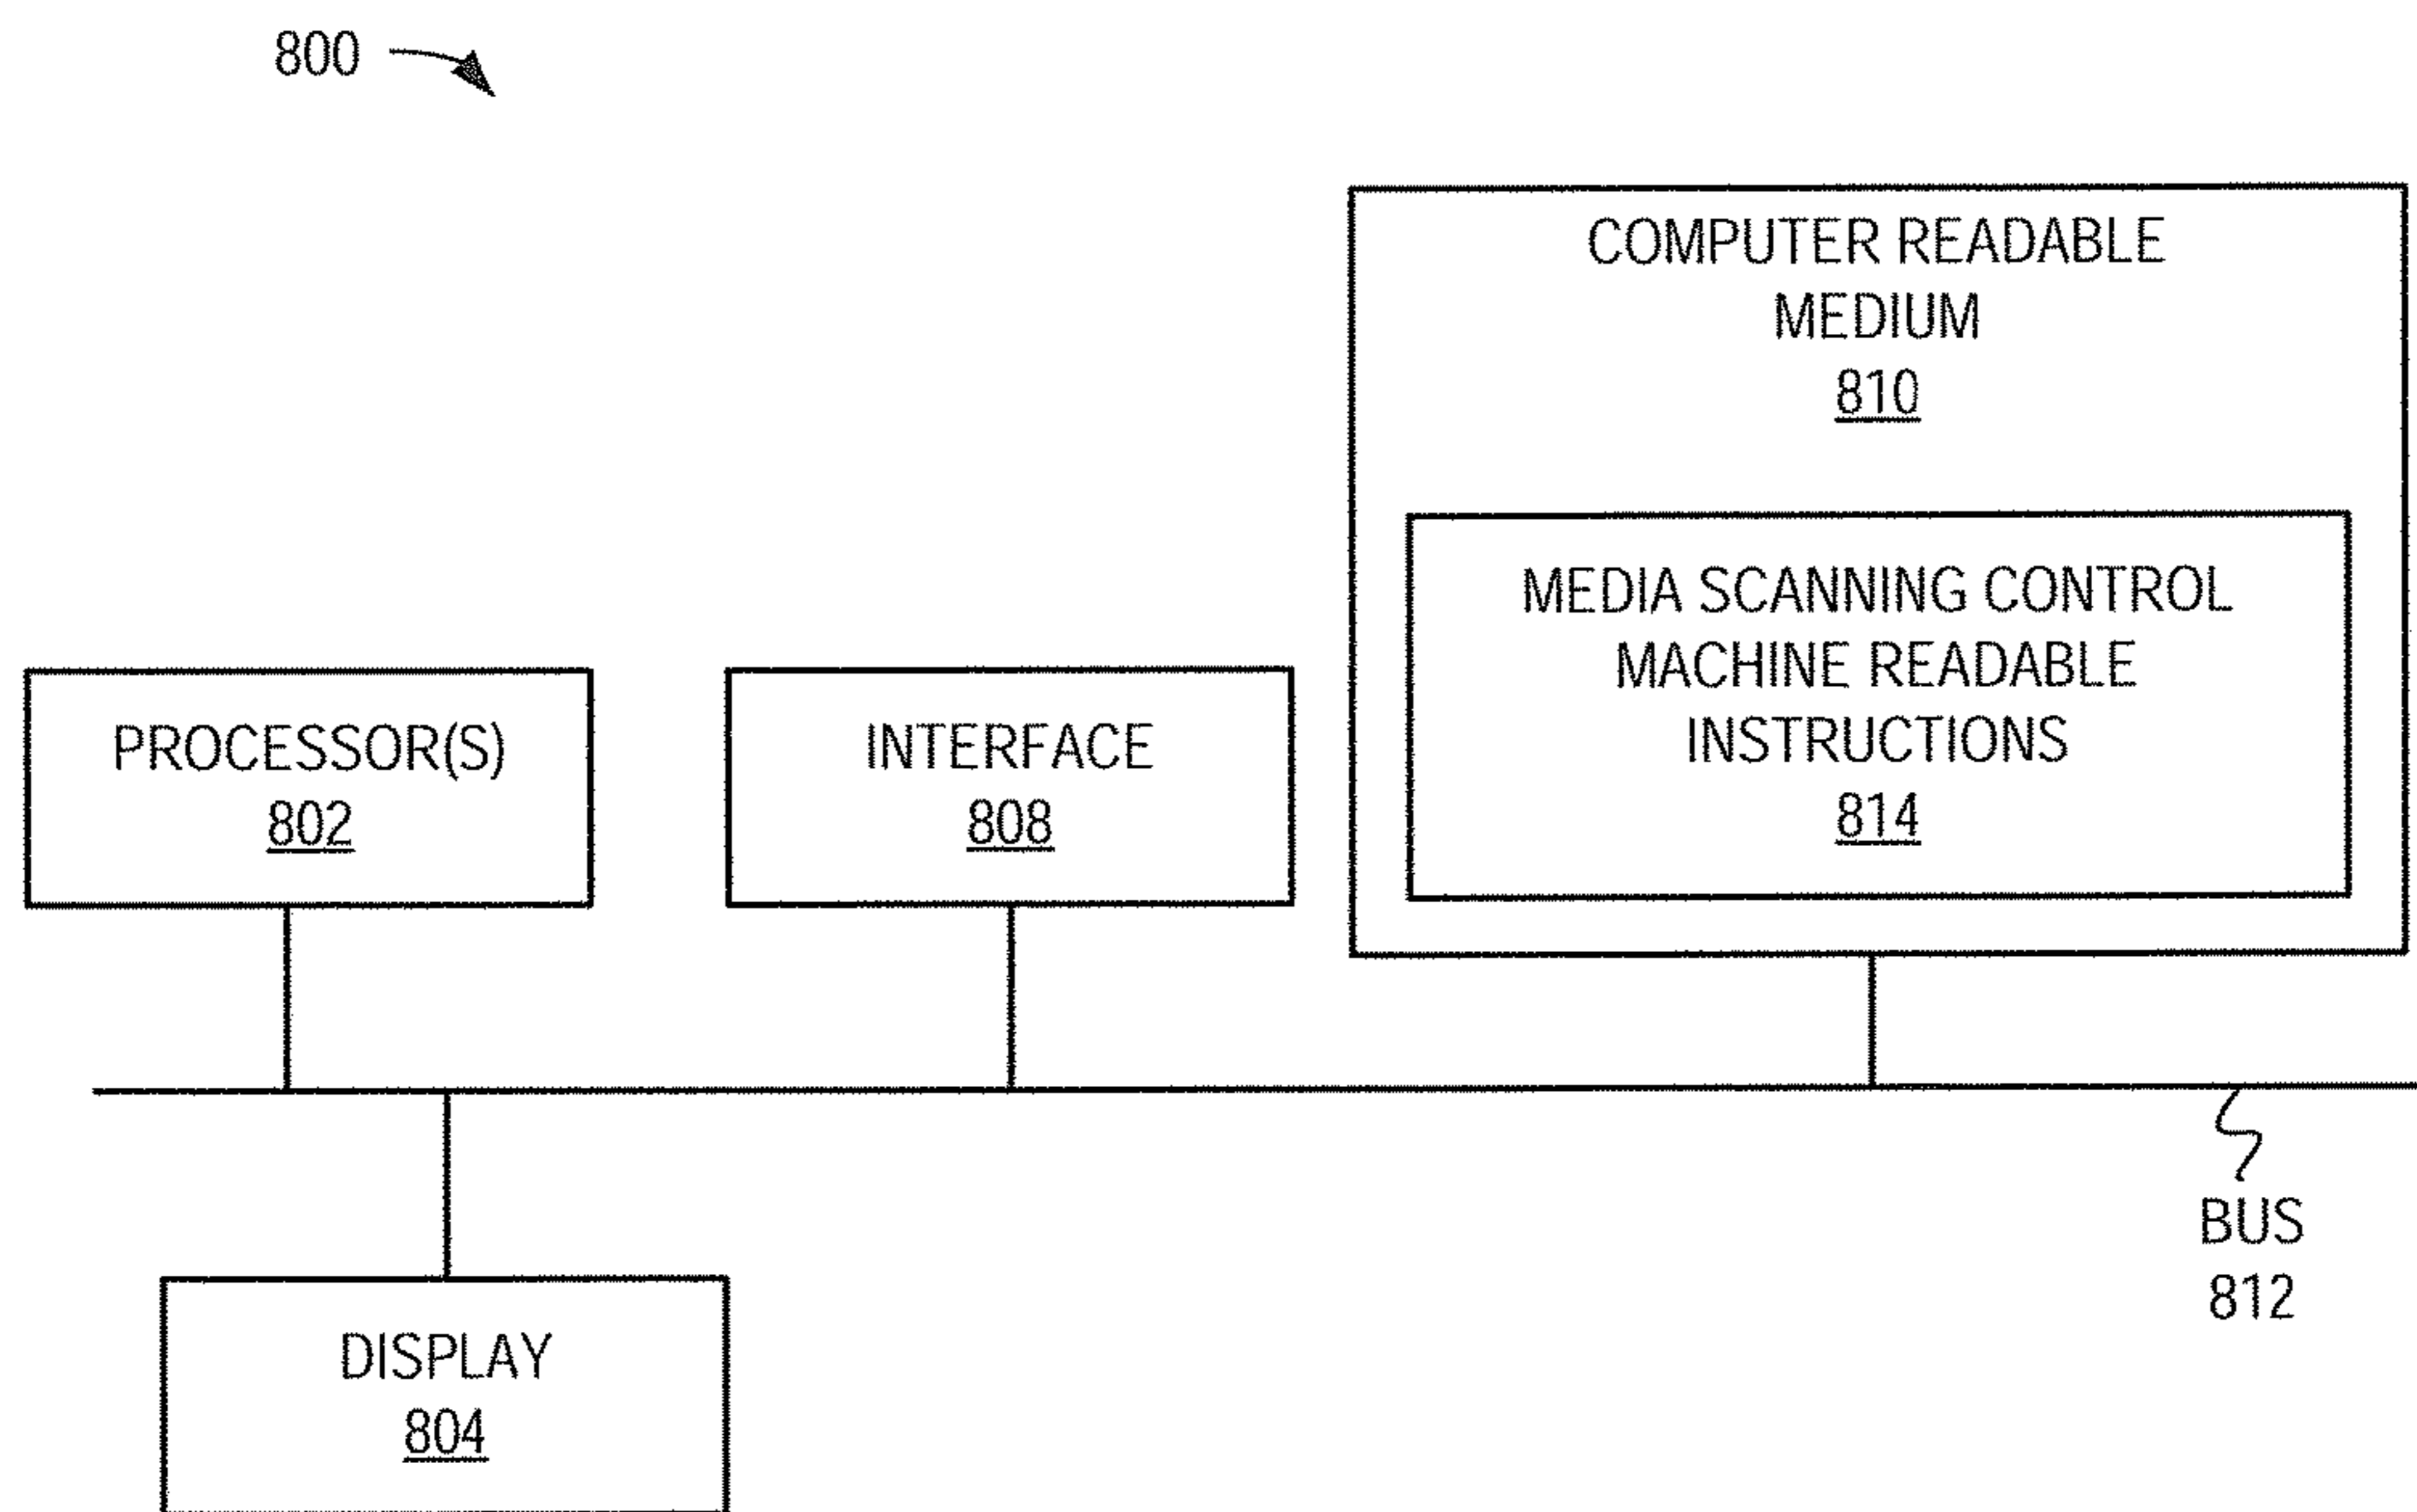 800
COMPUTER READABLE
MEDIUM
810
MEDIA SCANNING CONTROL
MACHINE READABLE
INSTRUCTIONS
814
PROCESSOR(S)
802
INTERFACE
808
BUS
812
DISPLAY
804